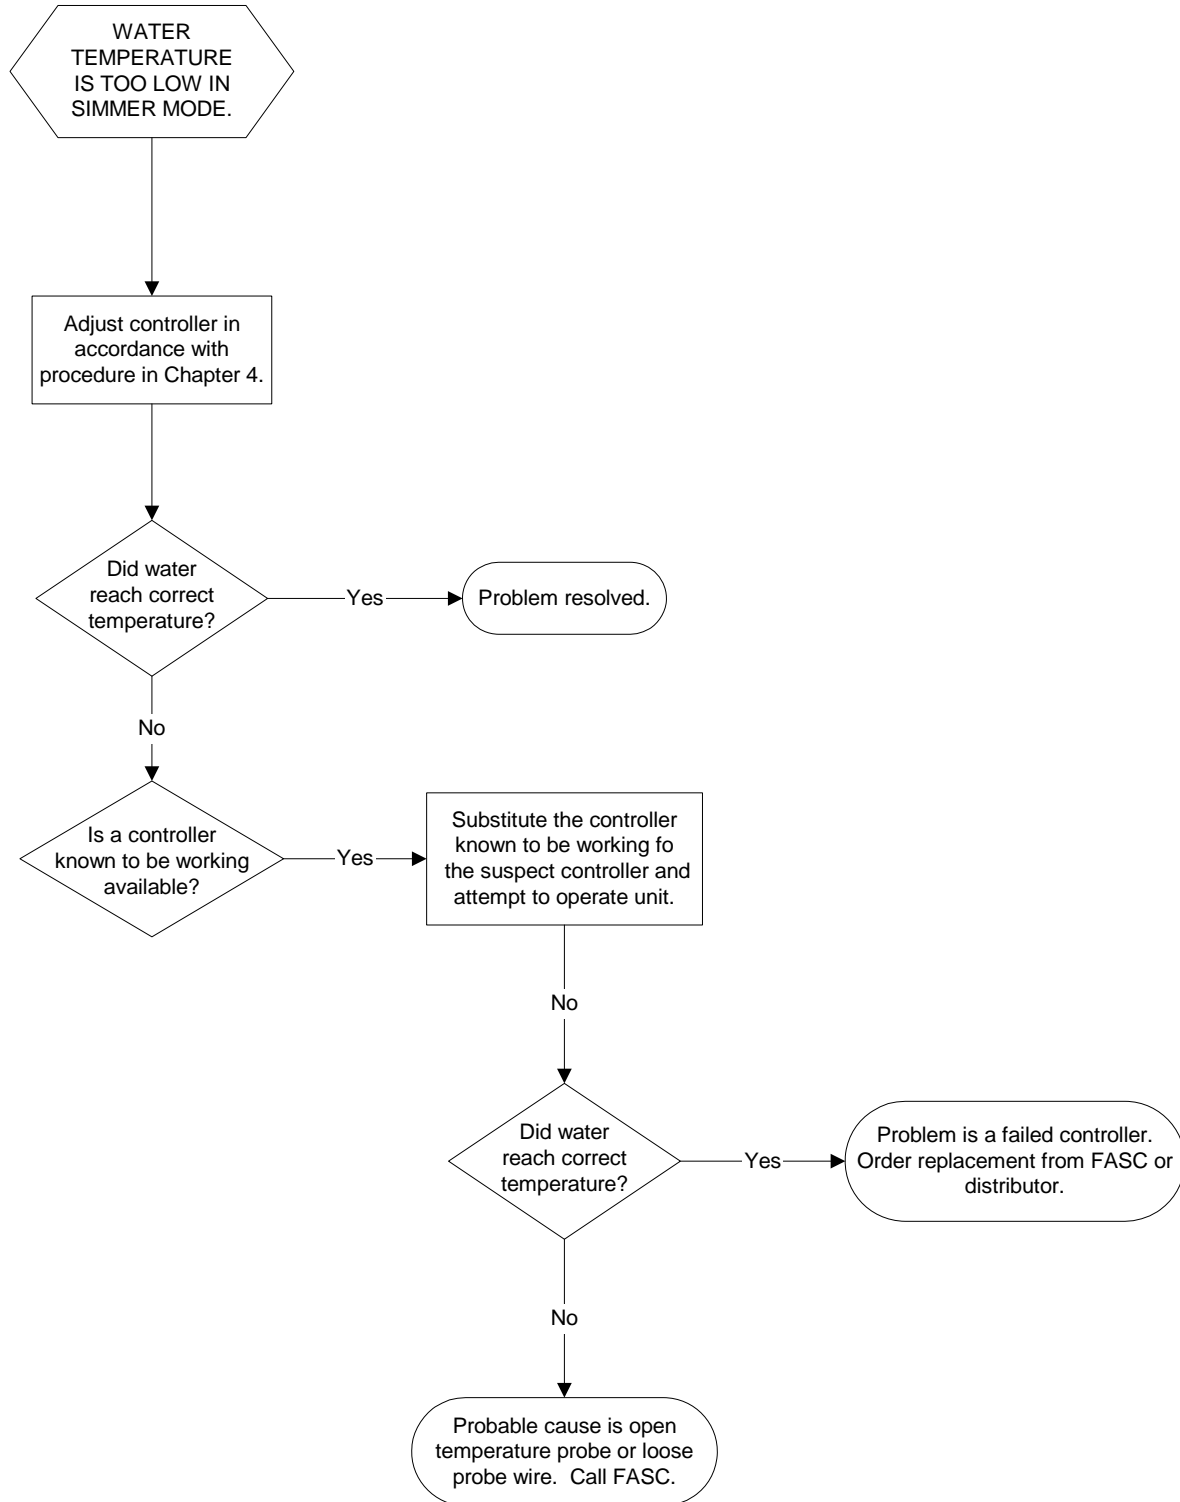 WATER
TEMPERATURE
IS TOO LOW IN
SIMMER MODE.
Adjust controller in
accordance with
procedure in Chapter 4.
Did water
reach correct
temperature?
Yes
Problem resolved.
No
Is a controller
known to be working
available?
Yes
Substitute the controller
known to be working fo
the suspect controller and
attempt to operate unit.
No
Did water
reach correct
temperature?
Yes
Problem is a failed controller.
Order replacement from FASC or
distributor.
No
Probable cause is open
temperature probe or loose
probe wire. Call FASC.